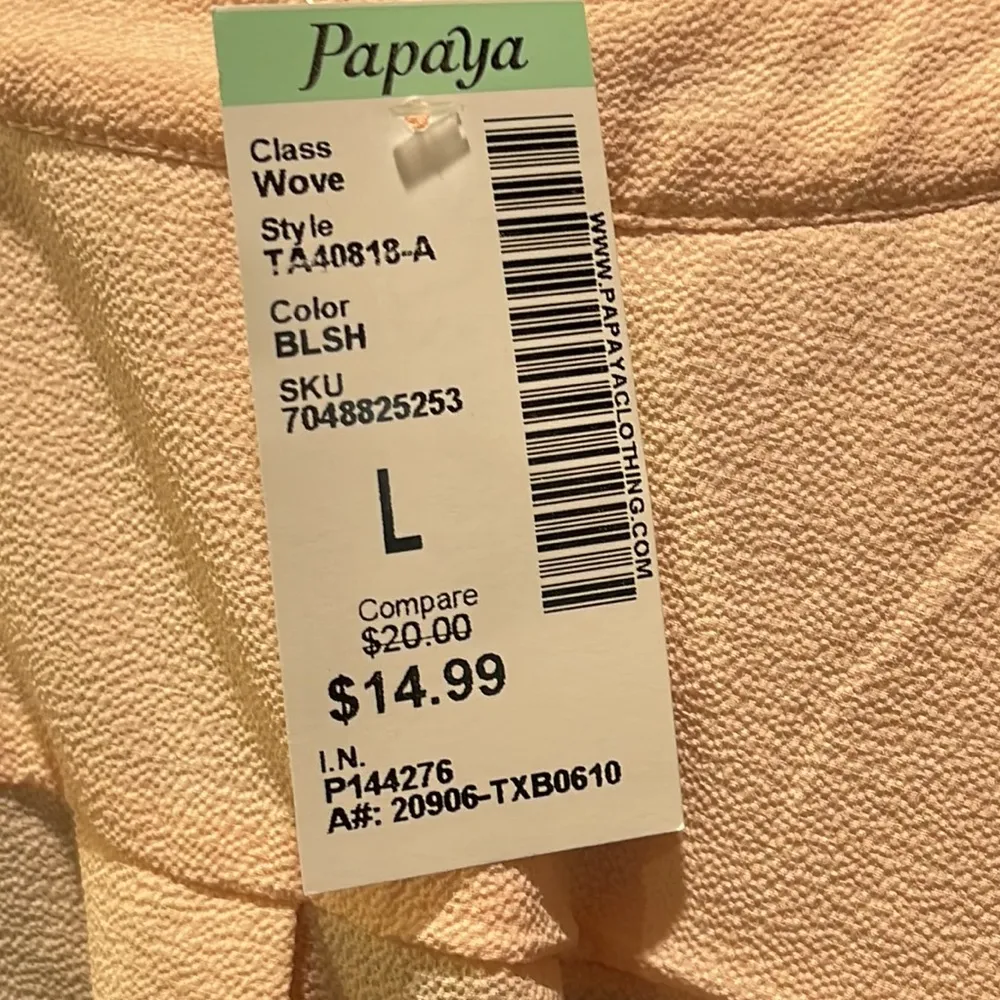 Papaya
Class
Wove
Style
TA40818-A
Color
BLSH
SKU
7048825253
L
Compare
$20.00
$14.99
I.N.
P144276
A#: 20906-TXB0610
WWW.PAPAYACLOTHING.COM